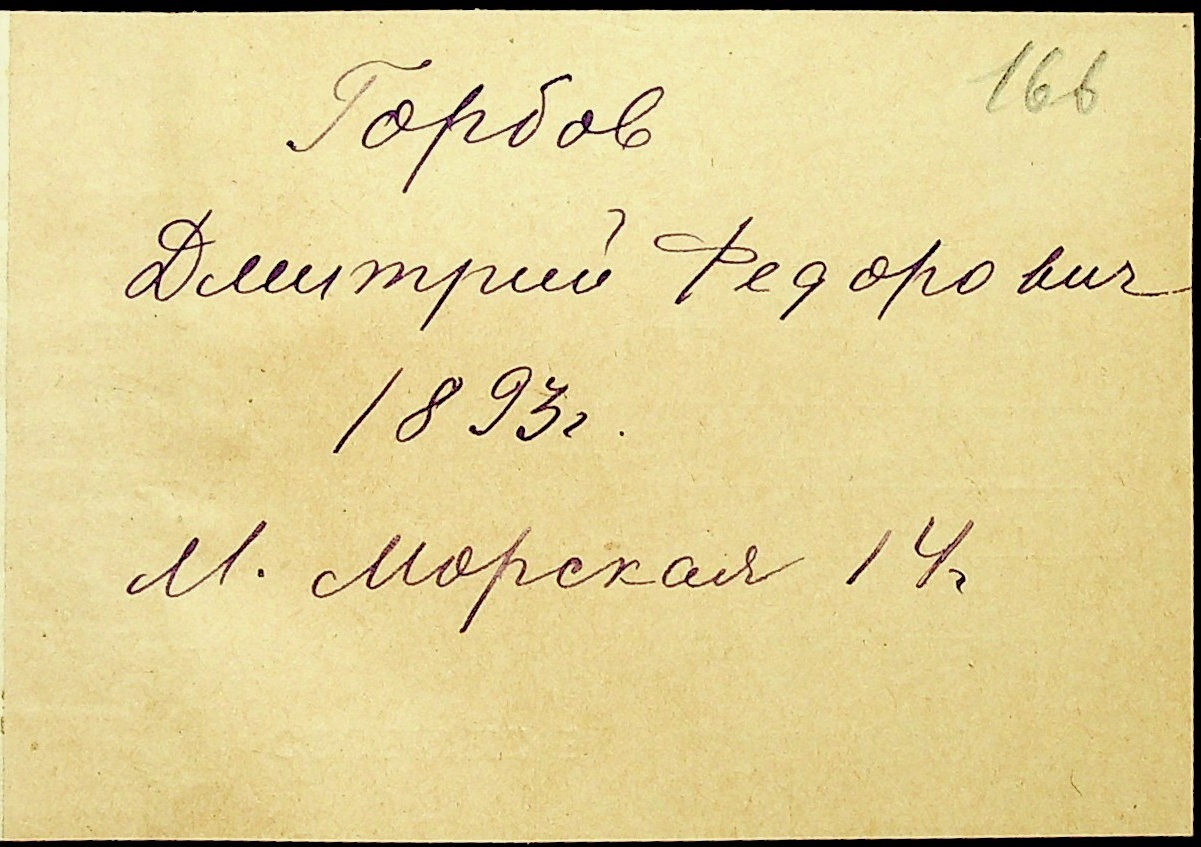 166
Горбов
Дмитрий Федорович
1893г.
М. Морская 14